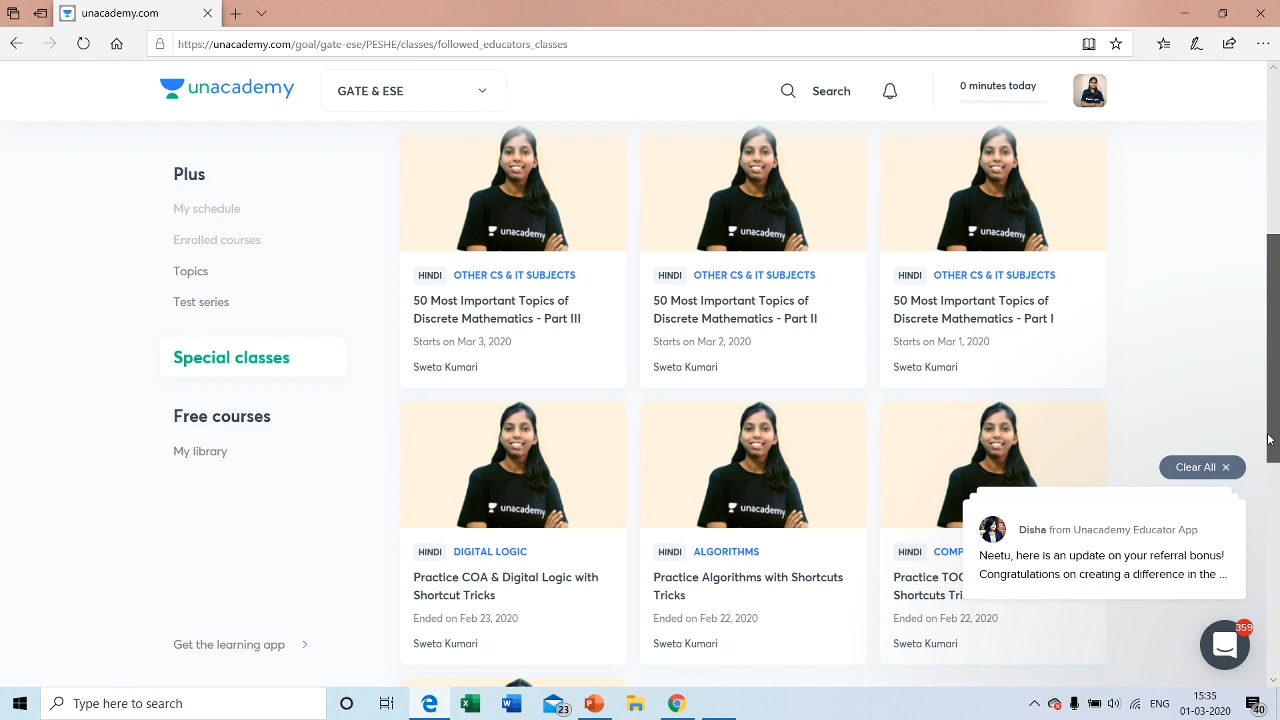 unacademy.com
https://unacademy.com/goal/gate-ese/PESHE/classes/followed_educators_classes
unacademy
GATE & ESE
Search
0 minutes today
Plus
My schedule
Enrolled courses
Topics
Test series
Special classes
Free courses
My library
Get the learning app
unacademy
unacademy
unacademy
HINDI OTHER CS & IT SUBJECTS
50 Most Important Topics of
Discrete Mathematics - Part III
Starts on Mar 3, 2020
Sweta Kumari
HINDI OTHER CS & IT SUBJECTS
50 Most Important Topics of
Discrete Mathematics - Part II
Starts on Mar 2, 2020
Sweta Kumari
HINDI OTHER CS & IT SUBJECTS
50 Most Important Topics of
Discrete Mathematics - Part I
Starts on Mar 1, 2020
Sweta Kumari
unacademy
unacademy
HINDI DIGITAL LOGIC
Practice COA & Digital Logic with
Shortcut Tricks
Ended on Feb 23, 2020
Sweta Kumari
HINDI ALGORITHMS
Practice Algorithms with Shortcuts
Tricks
Ended on Feb 22, 2020
Sweta Kumari
HINDI COMP
Practice TOC
Shortcuts Tri
Ended on Feb 22, 2020
Sweta Kumari
Clear All
Disha from Unacademy Educator App
Neetu, here is an update on your referral bonus!
Congratulations on creating a difference in the ...
359
Type here to search
23
ENG
15:35
01-03-2020
40